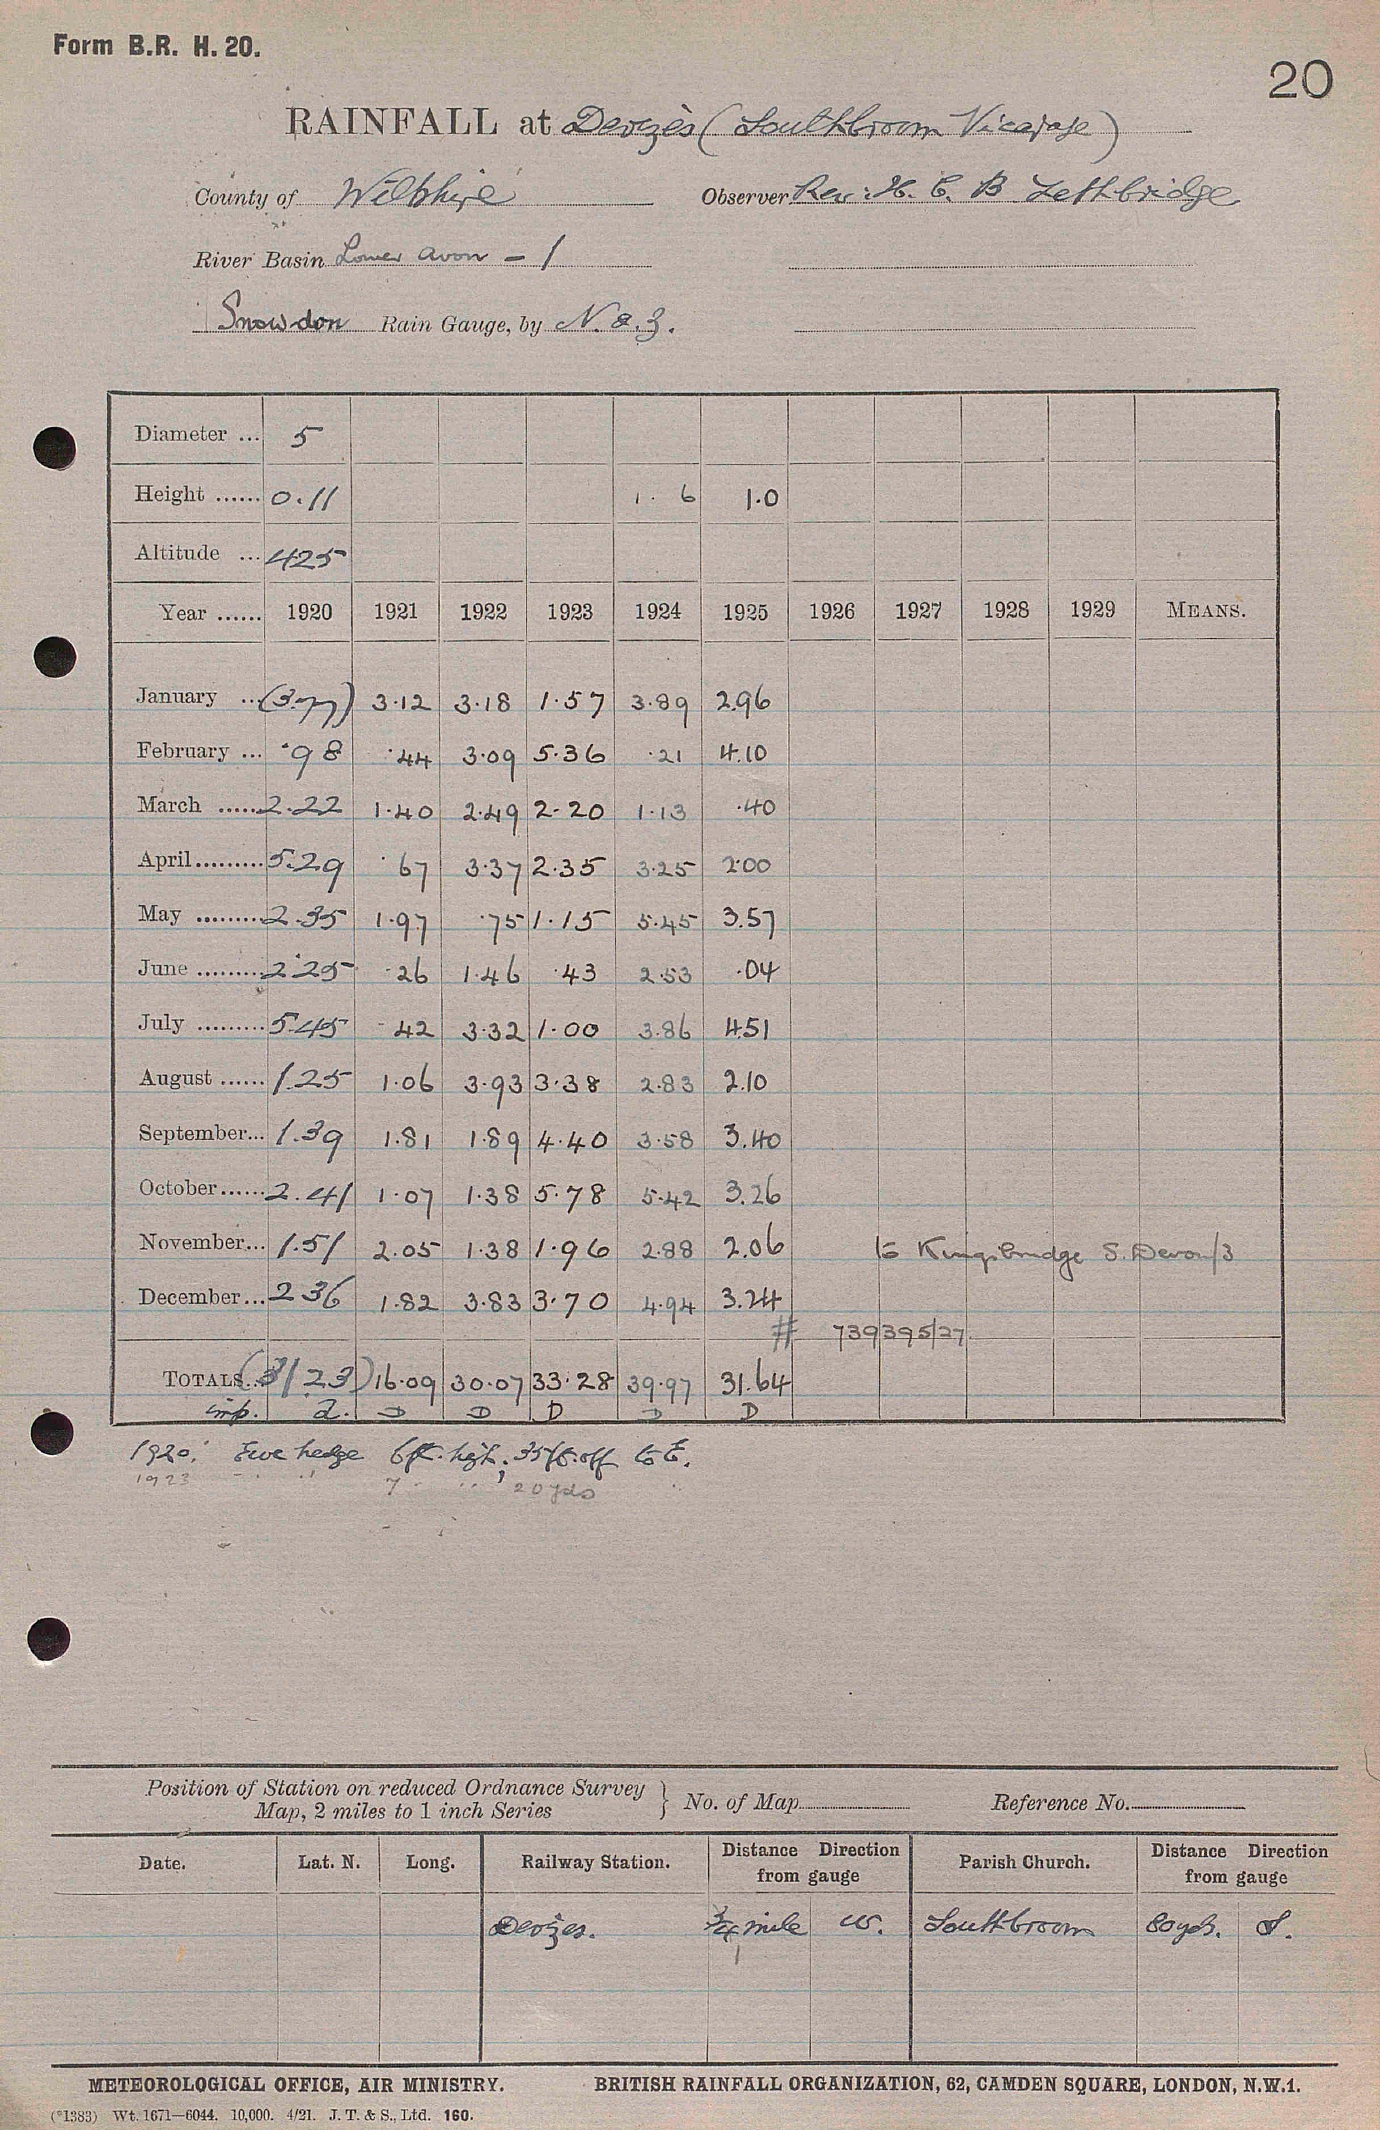 Form B.R. H. 20.
20
RAINFALL at Devizes (Southbroom Vicarage)
County of Wiltshire Observer Rev: H. C. B Lethbridge
River Basin Lower Avon - 1
Snowdon Rain Gauge, by N. & Z.
Diameter ... 5
Height ...... 0.11 1. 6 1.0
Altitude ... 425
Year ...... 1920 1921 1922 1923 1924 1925 1926 1927 1928 1929 MEANS.
January ... (3.77) 3.12 3.18 1.57 3.89 2.96
February ... .98 .44 3.09 5.36 .21 4.10
March ...... 2.22 1.40 2.49 2.20 1.13 .40
April ......... 5.29 .67 3.37 2.35 3.25 2.00
May ......... 2.35 1.97 .75 1.15 5.45 3.57
June ......... 2.25 .26 1.46 .43 2.53 .04
July ......... 5.45 .42 3.32 1.00 3.86 4.51
August ...... 1.25 1.06 3.93 3.38 2.83 2.10
September... 1.39 1.81 1.89 4.40 3.58 3.40
October ...... 2.41 1.07 1.38 5.78 5.42 3.26
November... 1.51 2.05 1.38 1.96 2.88 2.06 to Kingsbridge S. Devon/3
December... 2.36 1.82 3.83 3.70 4.94 3.24
# 739395/27
TOTALS... (31.23) 16.09 30.07 33.28 39.97 31.64
imp. D. D D D D D
1920: Ewe hedge 6ft. high, 35ft. off to E.
1923 " " 7 " " , 20 yds
Position of Station on reduced Ordnance Survey
Map, 2 miles to 1 inch Series } No. of Map Reference No.
Date. Lat. N. Long. Railway Station. Distance Direction from gauge Parish Church. Distance Direction from gauge
Devizes. 3/4 mile W. Southbroom 80 yds. S.
METEOROLOGICAL OFFICE, AIR MINISTRY. BRITISH RAINFALL ORGANIZATION, 62, CAMDEN SQUARE, LONDON, N.W.1.
(*1383) Wt. 1671—6044. 10,000. 4/21. J. T. & S., Ltd. 160.